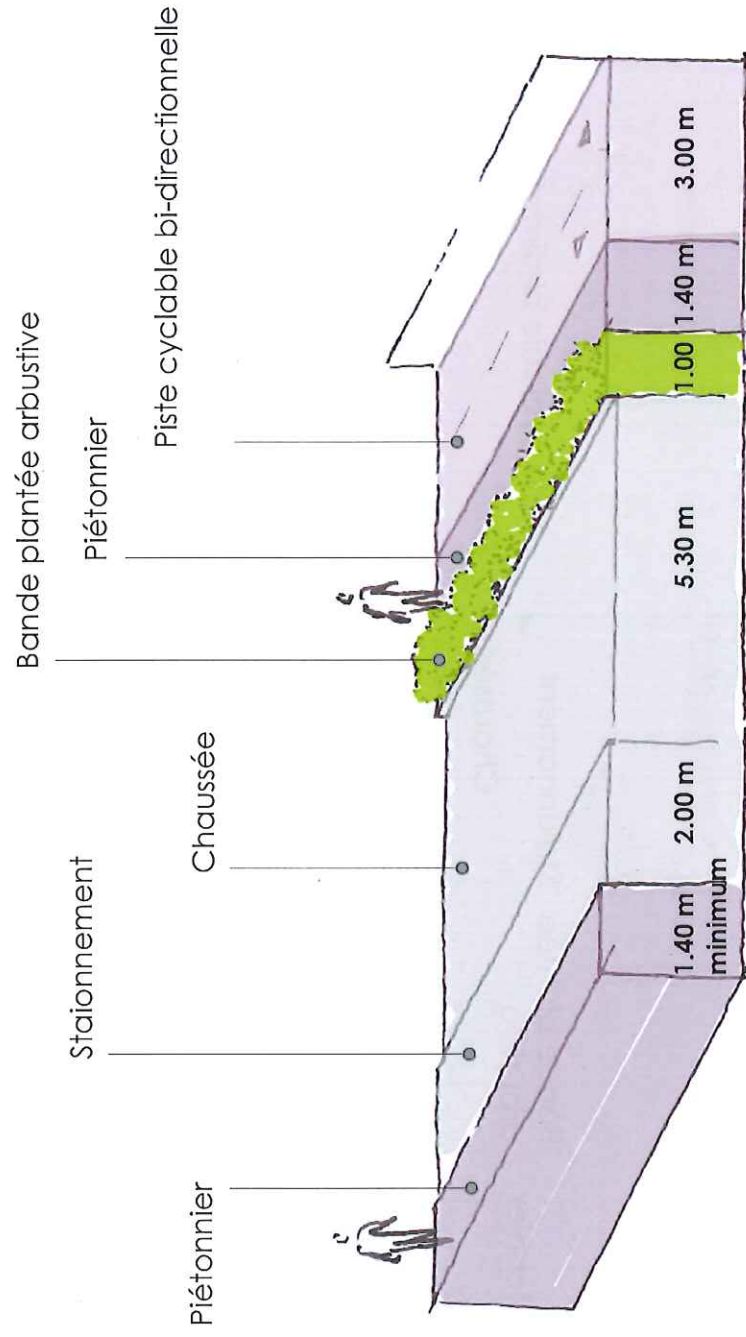 Piétonnier
Staionnement
Chaussée
Bande plantée arbustive
Piétonnier
Piste cyclable bi-directionnelle
1.40 m
minimum
2.00 m
5.30 m
1.00
1.40 m
3.00 m